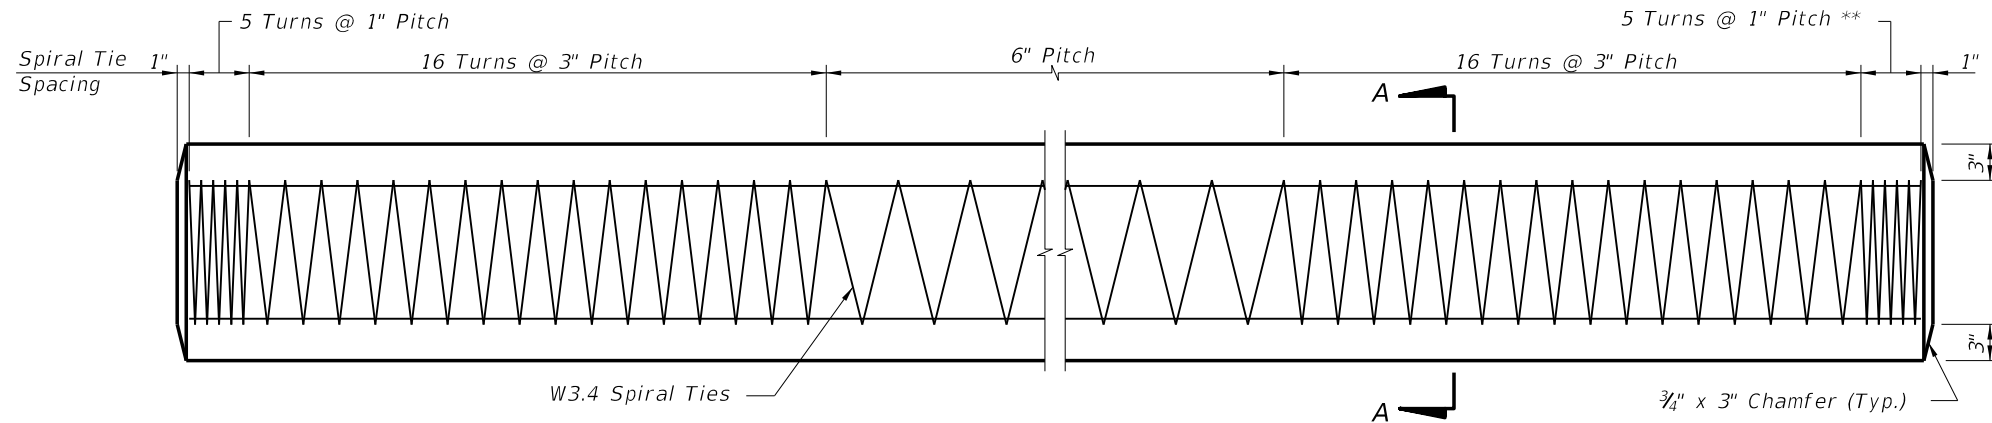 5 Turns @ 1" Pitch
5 Turns @ 1" Pitch **
Spiral Tie
Spacing
1"
16 Turns @ 3" Pitch
6" Pitch
16 Turns @ 3" Pitch
1"
A
3"
3"
W3.4 Spiral Ties
A
¾" x 3" Chamfer (Typ.)